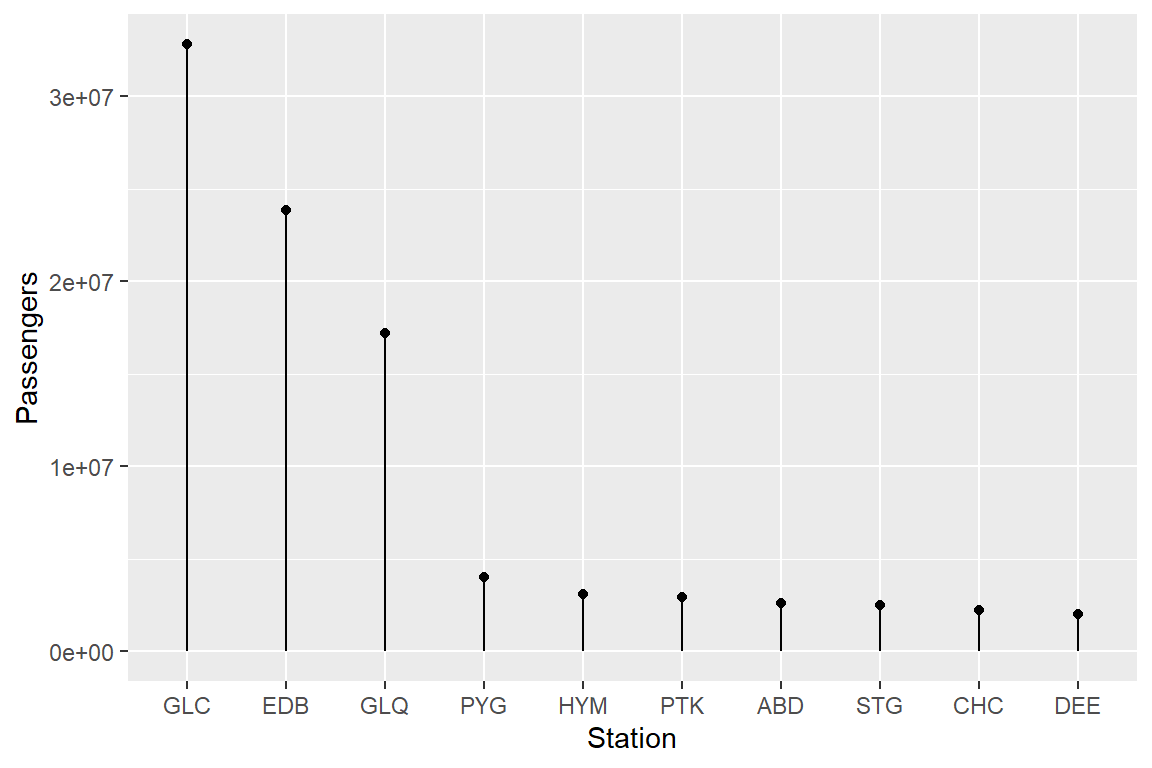 Passengers
3e+07
2e+07
1e+07
0e+00
GLC EDB GLQ PYG HYM PTK ABD STG CHC DEE
Station